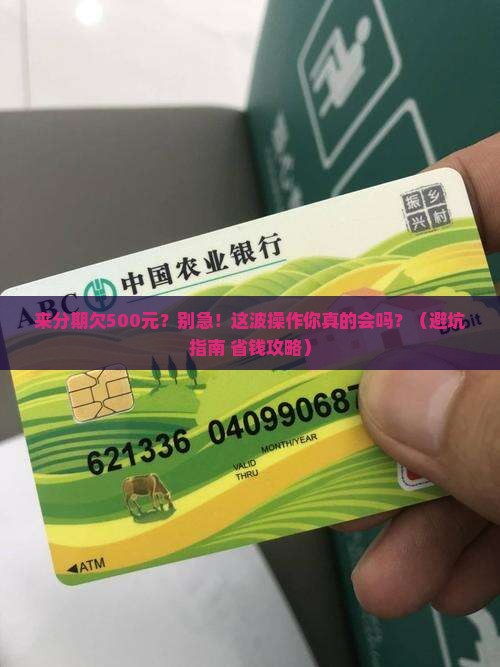 振 乡
兴 村
中国农业银行
ABC
来分期欠500元？别急！这波操作你真的会吗？（避坑
指南 省钱攻略）
Debit
621336 040990687
MONTH/YEAR
VALID
THRU
◀ATM